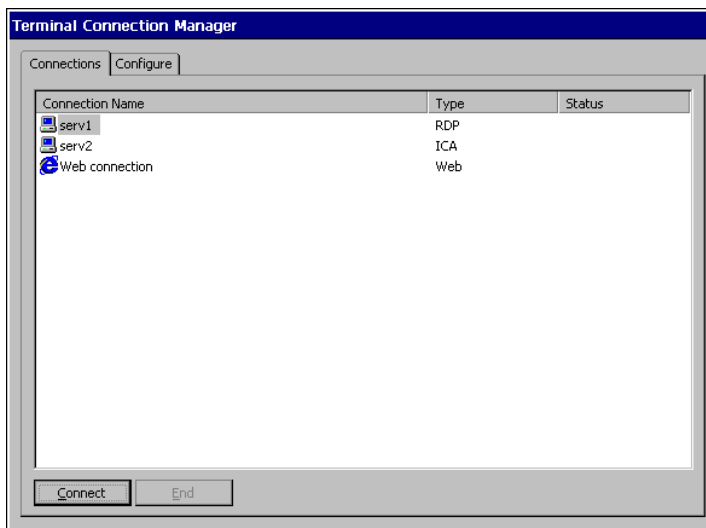 Terminal Connection Manager
Connections Configure
Connection Name Type Status
serv1 RDP
serv2 ICA
Web connection Web
Connect End